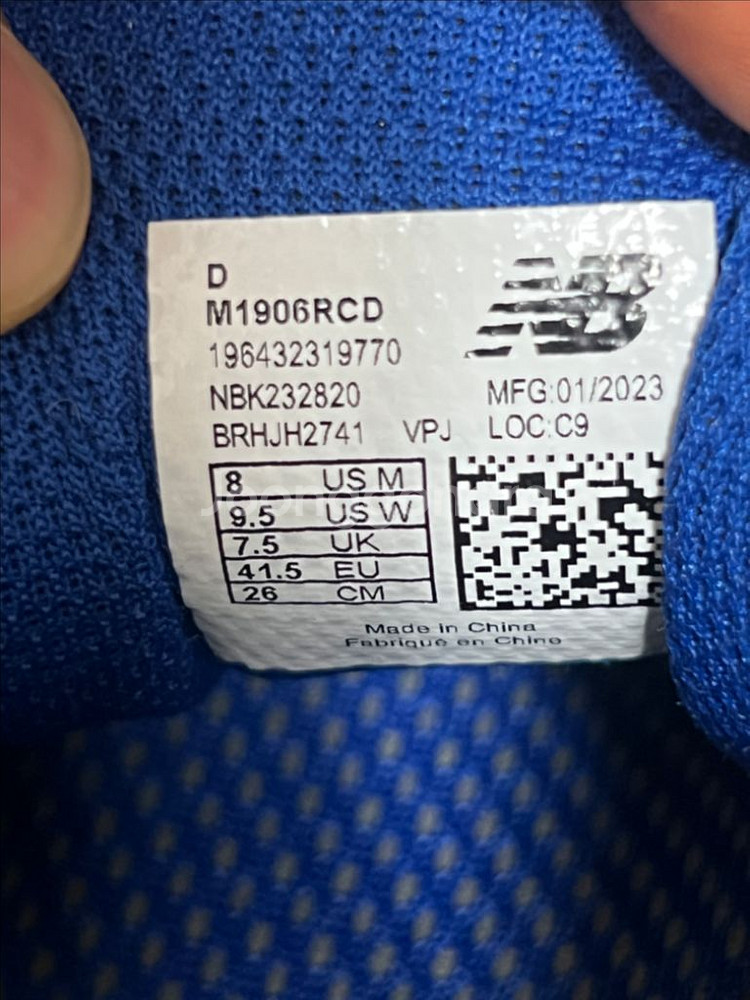 D
M1906RCD
196432319770
NBK232820 MFG:01/2023
BRHJH2741 VPJ LOC:C9
NB
8 US M
9.5 US W
7.5 UK
41.5 EU
26 CM
Made in China
Fabriqué en Chine